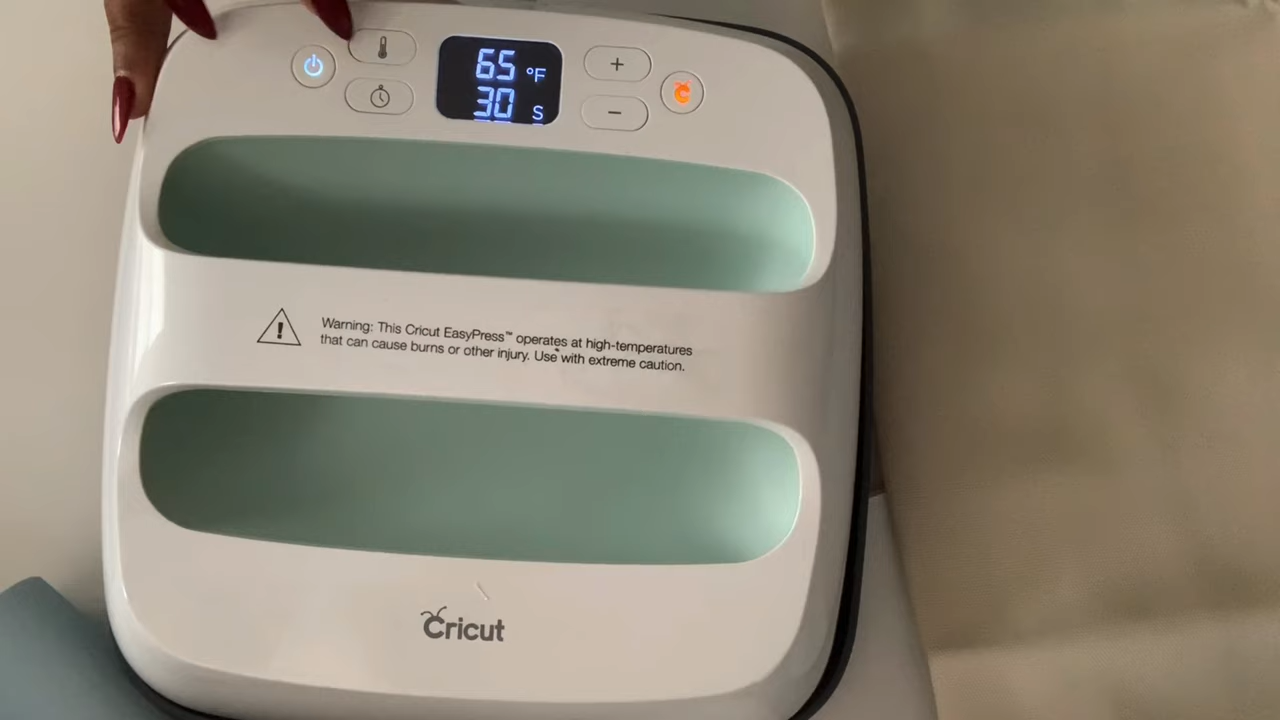 65 °F
30 S
+
−
Warning: This Cricut EasyPress™ operates at high-temperatures
that can cause burns or other injury. Use with extreme caution.
Cricut